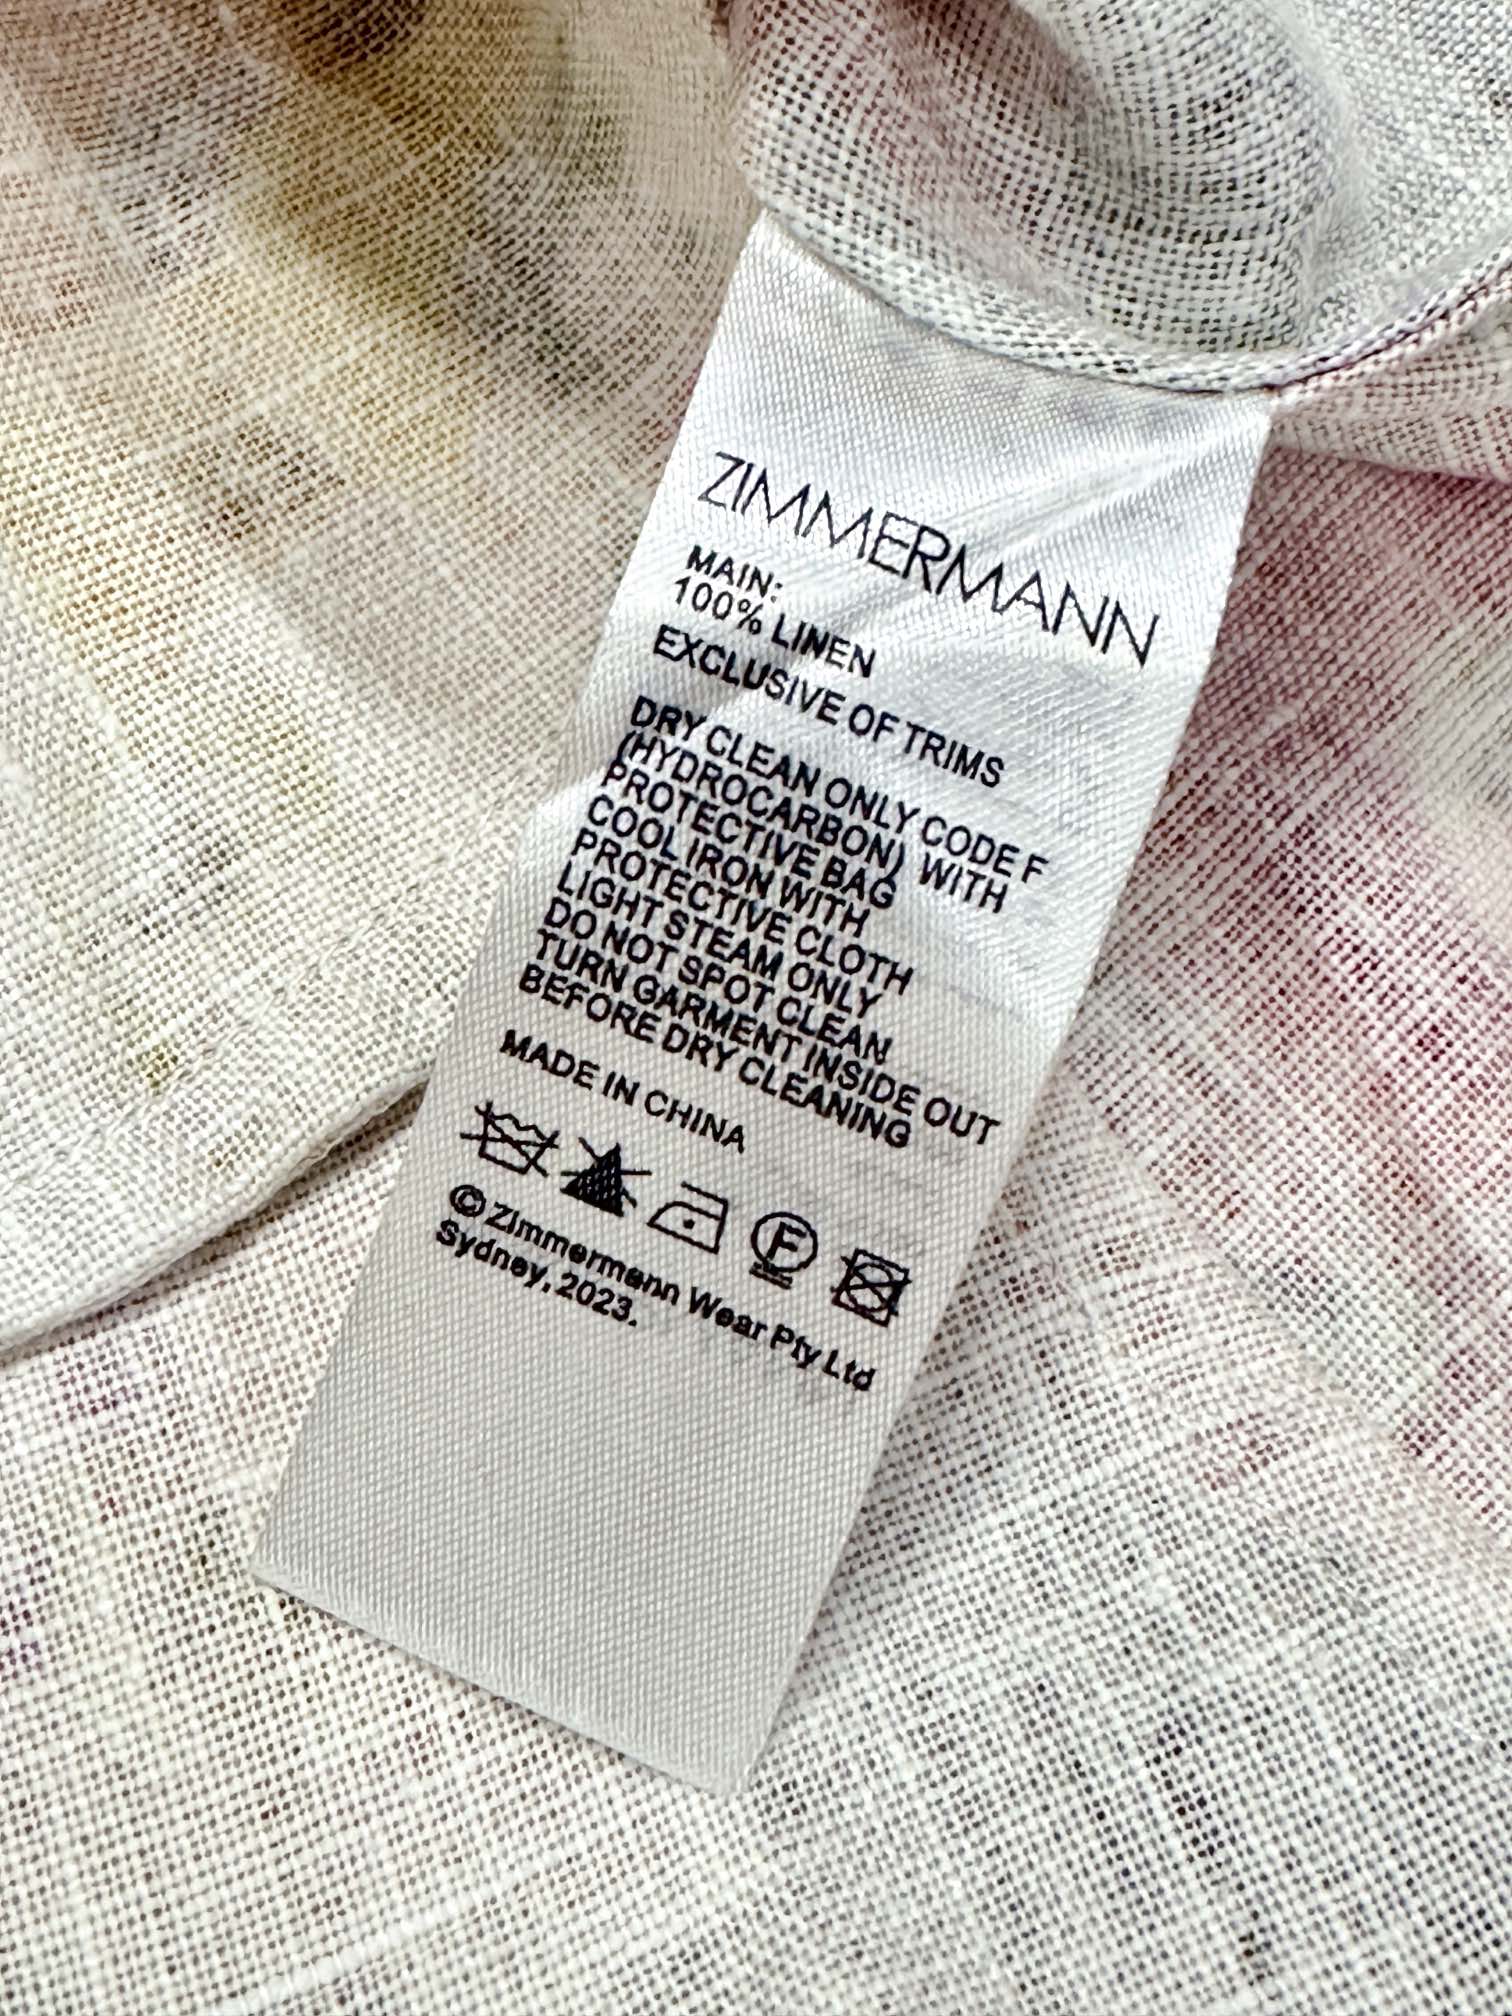 ZIMMERMANN
MAIN:
100% LINEN
EXCLUSIVE OF TRIMS
DRY CLEAN ONLY CODE F
(HYDROCARBON) WITH
PROTECTIVE BAG
COOL IRON WITH
PROTECTIVE CLOTH
LIGHT STEAM ONLY
DO NOT SPOT CLEAN
TURN GARMENT INSIDE OUT
BEFORE DRY CLEANING
MADE IN CHINA
F
© Zimmermann Wear Pty Ltd
Sydney, 2023.